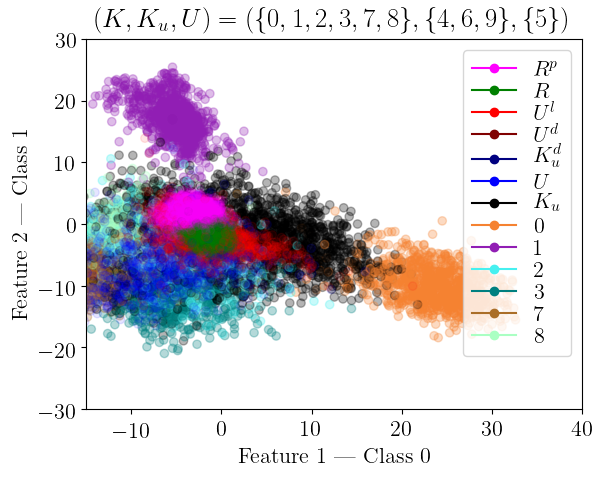 (K, K_u, U) = ({0, 1, 2, 3, 7, 8}, {4, 6, 9}, {5})
30
20
10
0
−10
−20
−30
−10
0
10
20
30
40
Feature 2 — Class 1
Feature 1 — Class 0
R^p
R
U^l
U^d
K_u^d
U
K_u
0
1
2
3
7
8